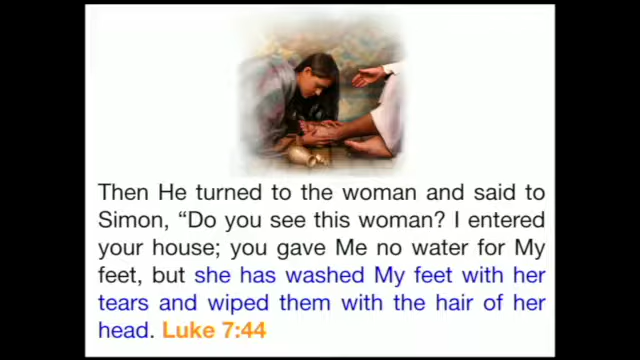 Then He turned to the woman and said to
Simon, “Do you see this woman? I entered
your house; you gave Me no water for My
feet, but she has washed My feet with her
tears and wiped them with the hair of her
head. Luke 7:44